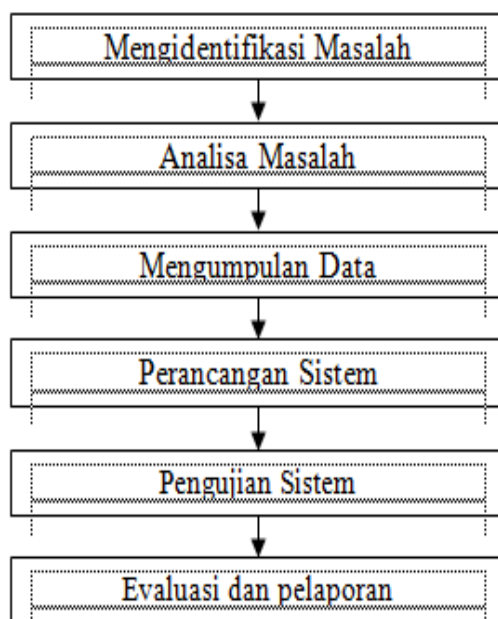 Mengidentifikasi Masalah
Analisa Masalah
Mengumpulan Data
Perancangan Sistem
Pengujian Sistem
Evaluasi dan pelaporan